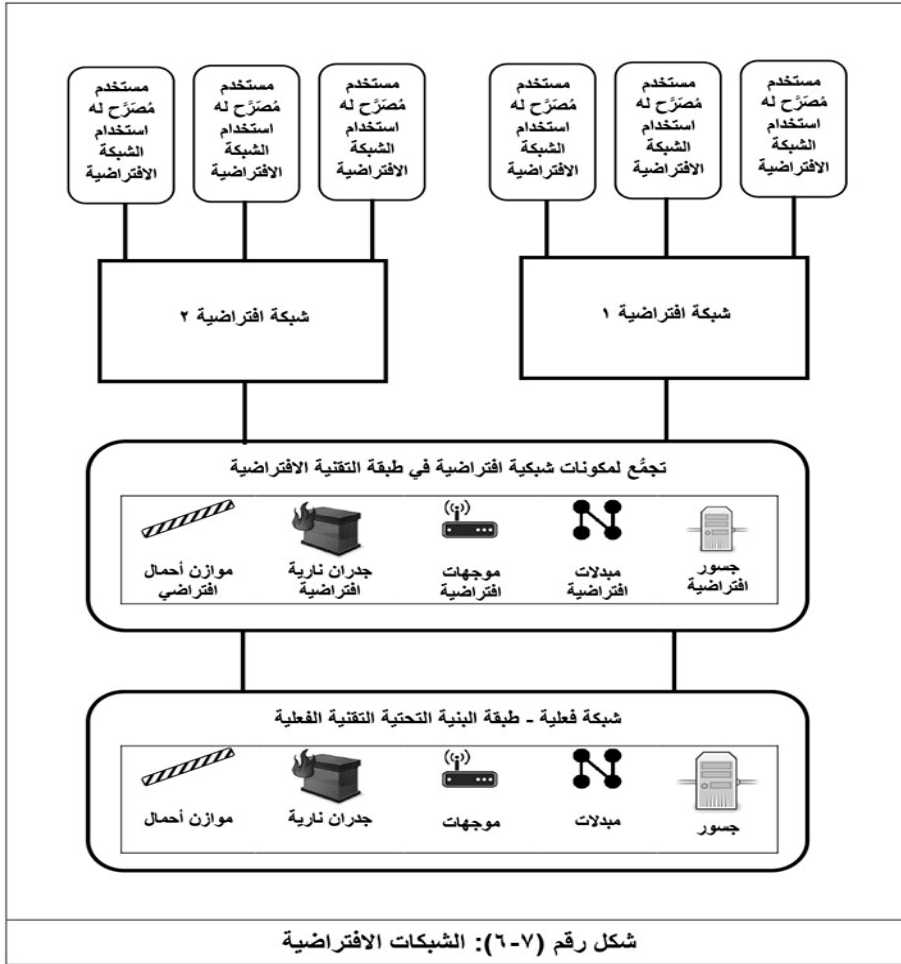 مستخدم
مُصَرَّح له
استخدام
الشبكة
الافتراضية
مستخدم
مُصَرَّح له
استخدام
الشبكة
الافتراضية
مستخدم
مُصَرَّح له
استخدام
الشبكة
الافتراضية
مستخدم
مُصَرَّح له
استخدام
الشبكة
الافتراضية
مستخدم
مُصَرَّح له
استخدام
الشبكة
الافتراضية
مستخدم
مُصَرَّح له
استخدام
الشبكة
الافتراضية
شبكة افتراضية ١
شبكة افتراضية ٢
تجمُّع لمكونات شبكية افتراضية في طبقة التقنية الافتراضية
جسور
افتراضية
مبدلات
افتراضية
موجهات
افتراضية
جدران نارية
افتراضية
موازن أحمال
افتراضي
شبكة فعلية - طبقة البنية التحتية التقنية الفعلية
جسور
مبدلات
موجهات
جدران نارية
موازن أحمال
شكل رقم (٧-٦): الشبكات الافتراضية